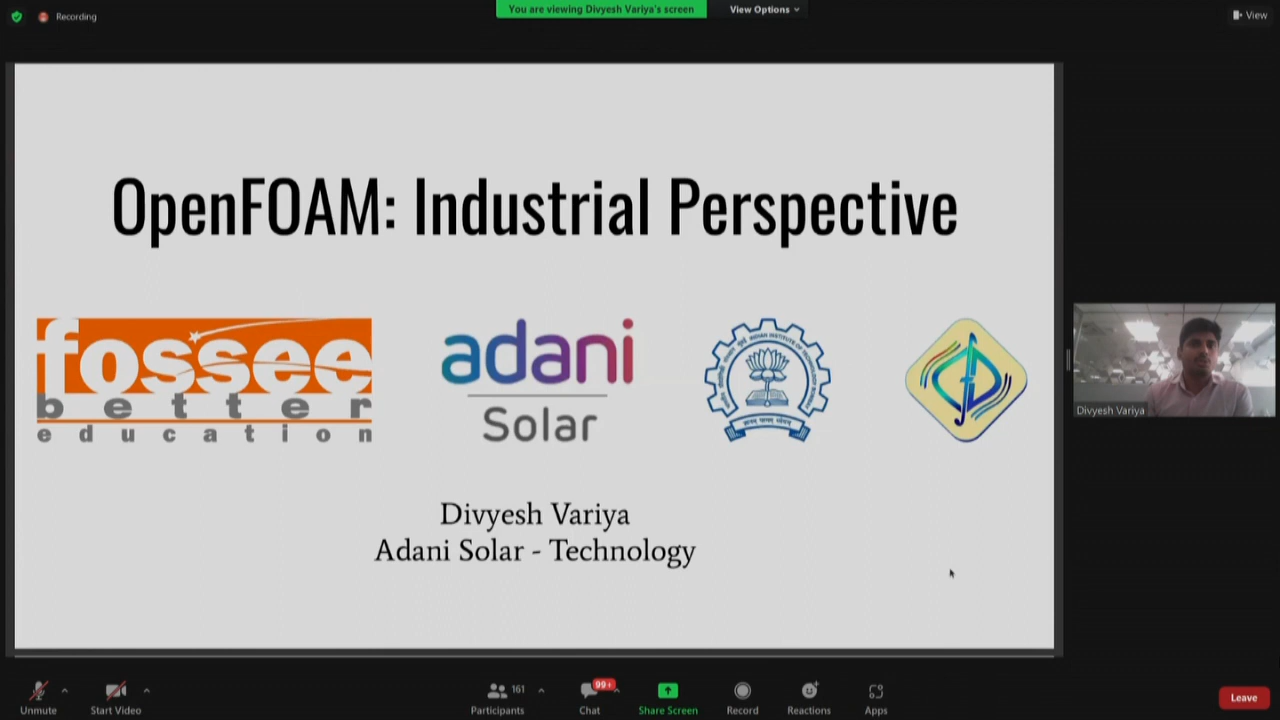 Recording
You are viewing Divyesh Variya's screen
View Options
View
OpenFOAM: Industrial Perspective
fossee
better
education
adani
Solar
Divyesh Variya
Adani Solar - Technology
Divyesh Variya
Unmute
Start Video
161
Participants
99+
Chat
Share Screen
Record
Reactions
Apps
Leave